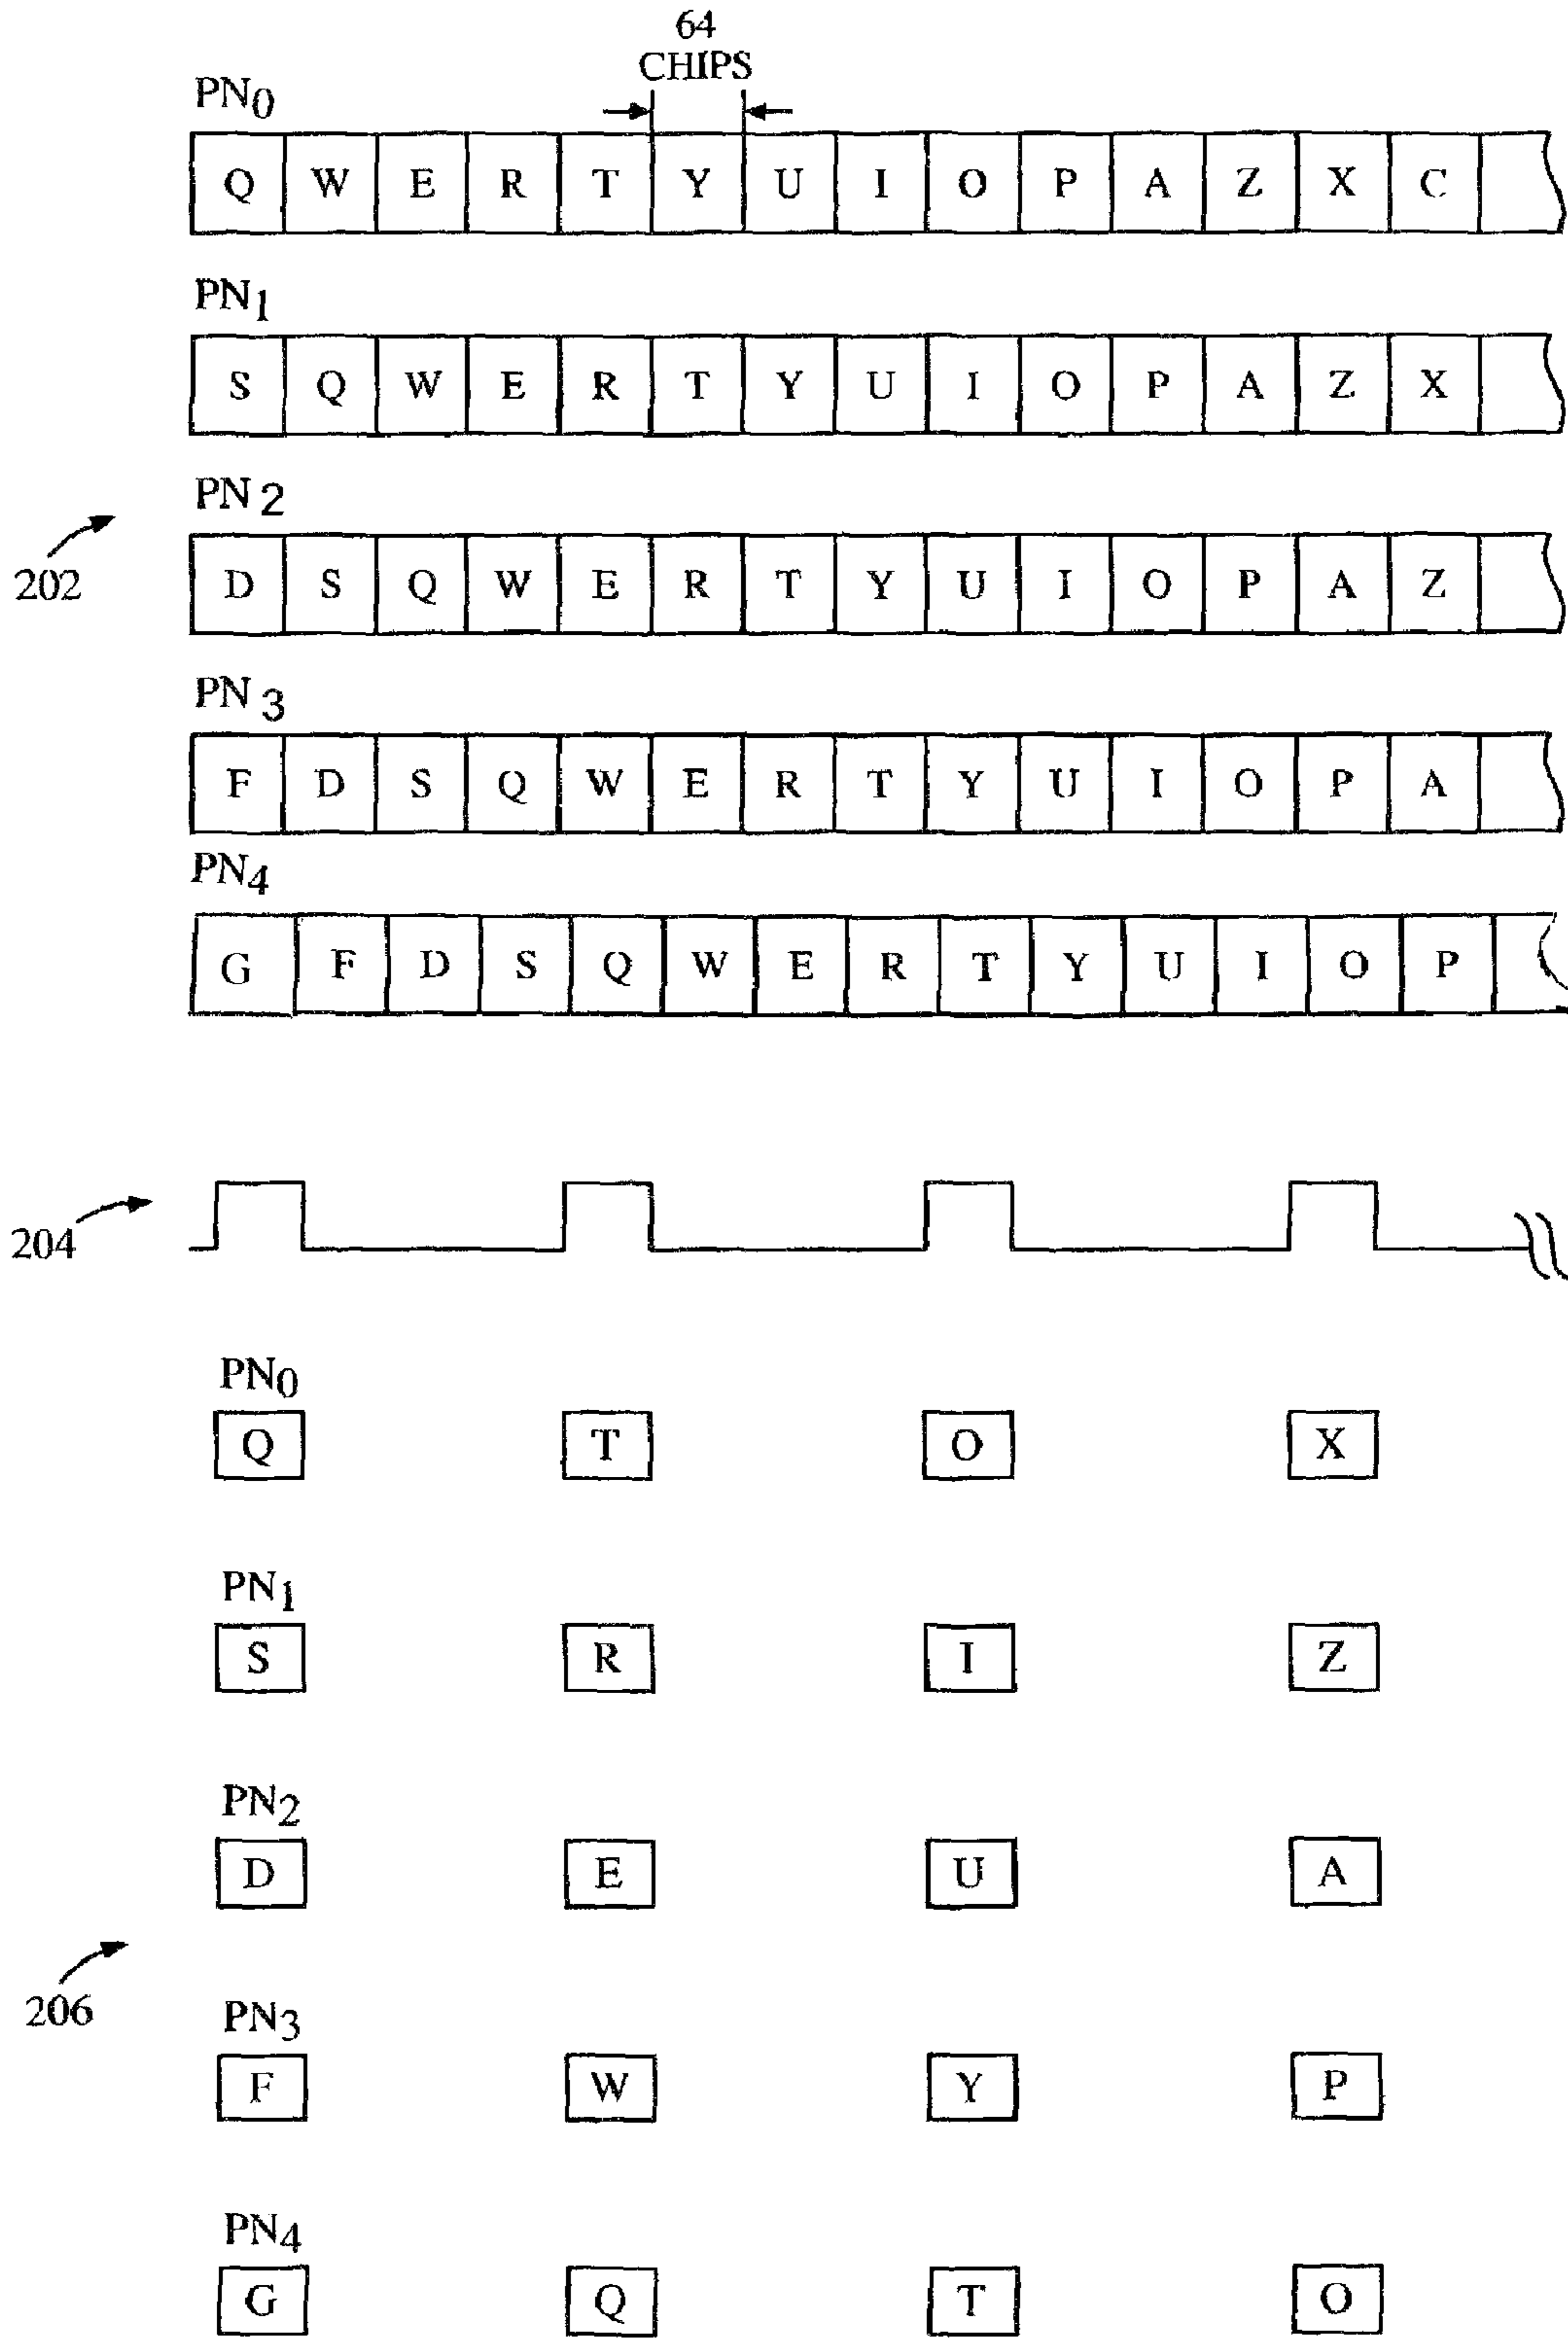 64
CHIPS
PN0
Q W E R T Y U I O P A Z X C
PN1
S Q W E R T Y U I O P A Z X
PN2
202
D S Q W E R T Y U I O P A Z
PN3
F D S Q W E R T Y U I O P A
PN4
G F D S Q W E R T Y U I O P
204
PN0
Q T O X
PN1
S R I Z
PN2
D E U A
206
PN3
F W Y P
PN4
G Q T O